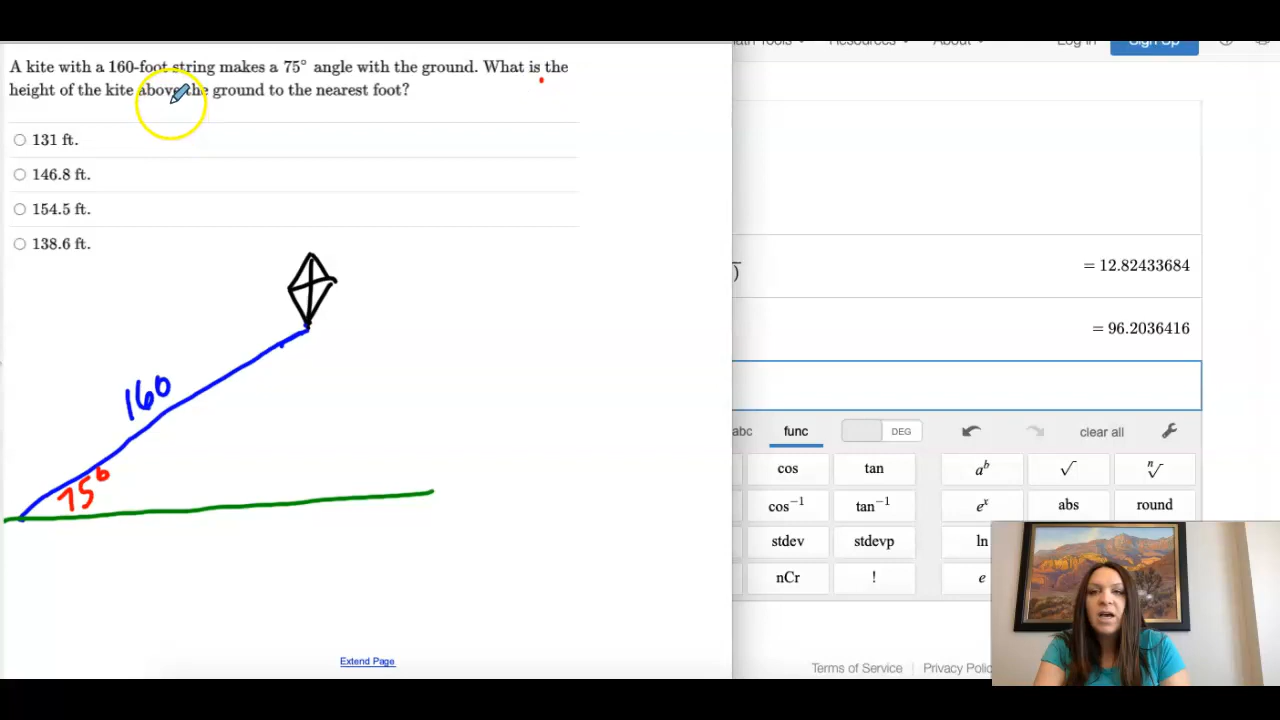 Resources
About
Log In
Sign Up
A kite with a 160-foot string makes a 75° angle with the ground. What is the
height of the kite above the ground to the nearest foot?
131 ft.
146.8 ft.
154.5 ft.
138.6 ft.
160
75°
Extend Page
)
= 12.82433684
= 96.2036416
abc
func
DEG
clear all
cos
tan
aᵇ
√
ⁿ√
cos⁻¹
tan⁻¹
eˣ
abs
round
stdev
stdevp
ln
nCr
!
e
Terms of Service
Privacy